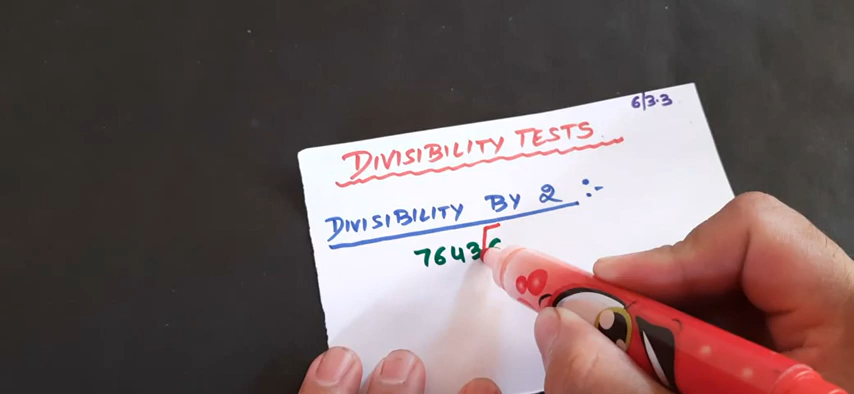 6/3.3
DIVISIBILITY TESTS
DIVISIBILITY BY 2 :-
7643